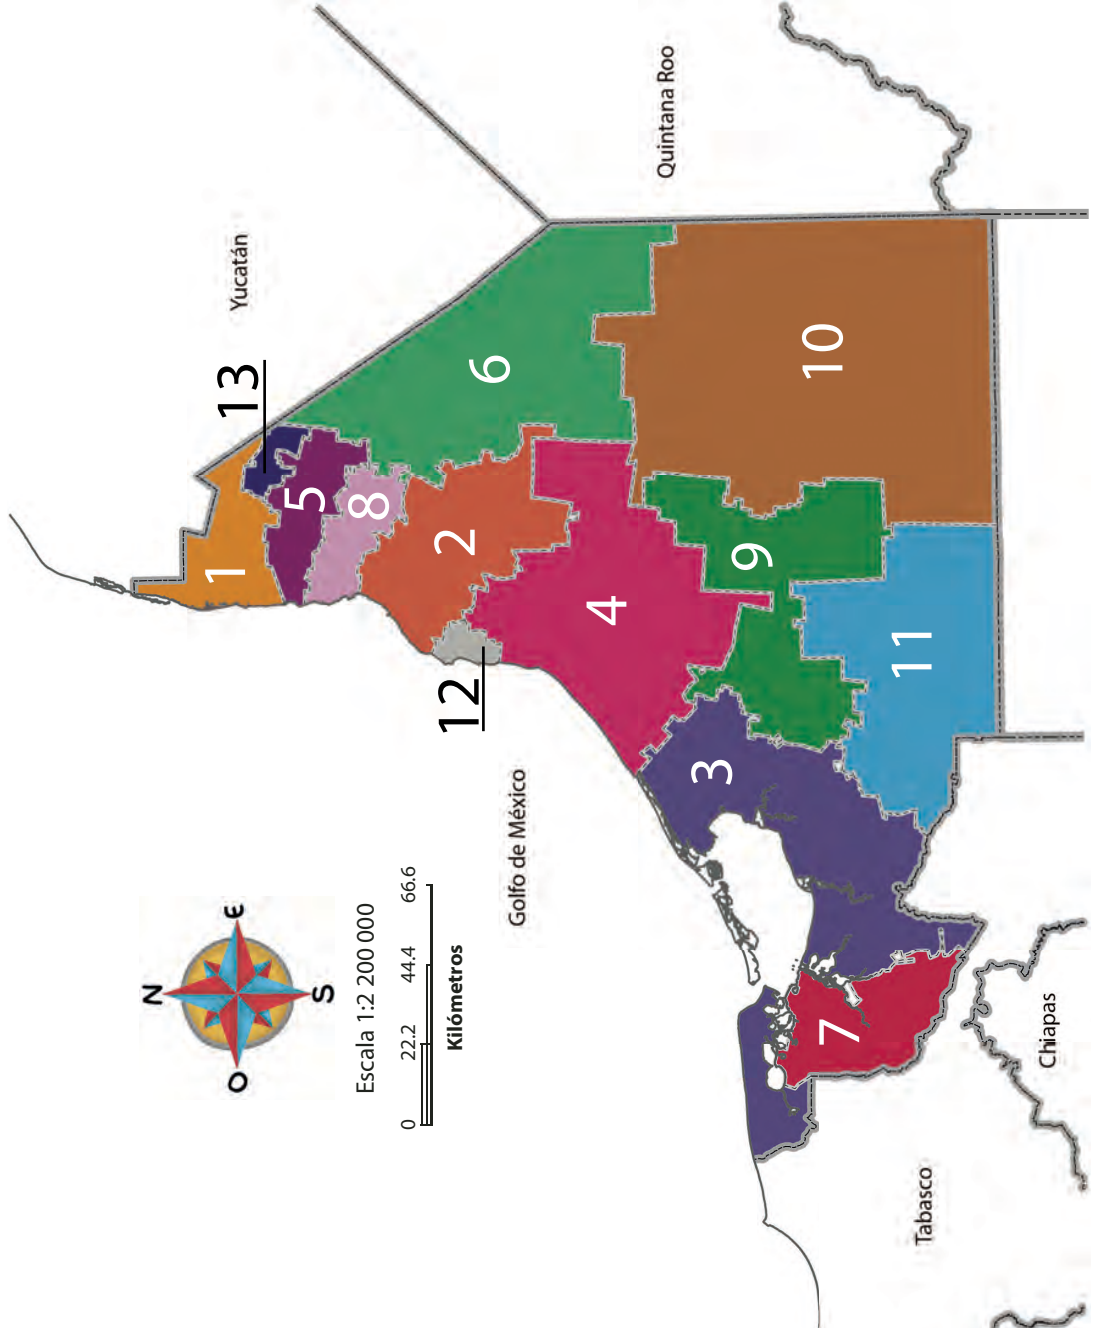 N
O
E
S
Escala 1:2 200 000
0 22.2 44.4 66.6
Kilómetros
Yucatán
Quintana Roo
Golfo de México
Tabasco
Chiapas
1
13
5
8
2
12
6
4
3
9
10
11
7